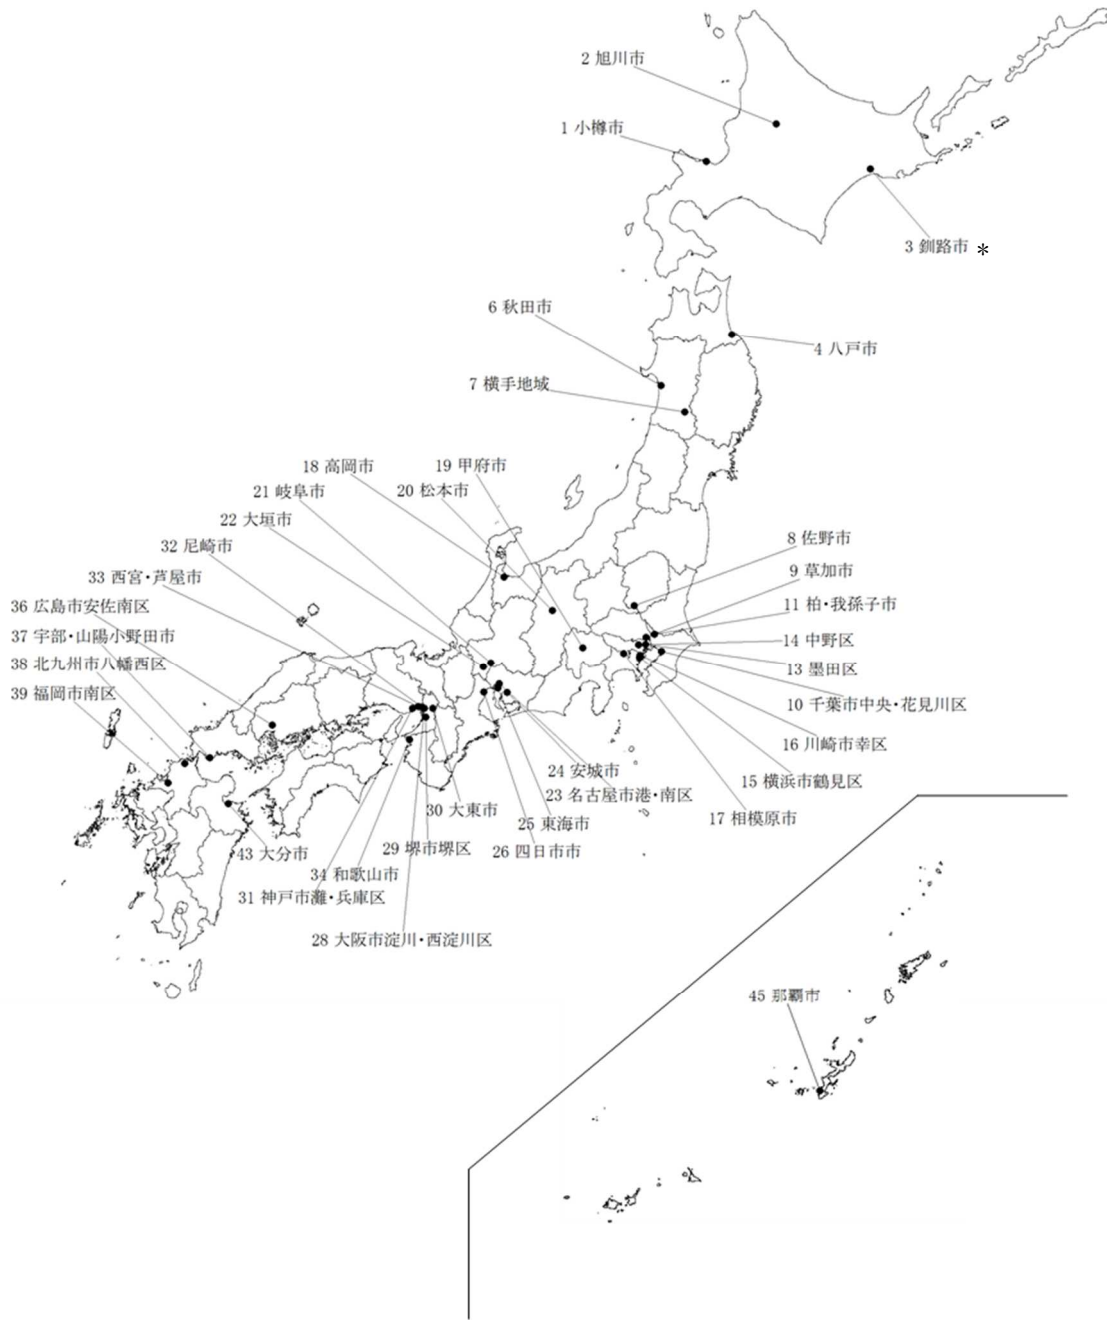 2 旭川市
1 小樽市
3 釧路市 *
6 秋田市
4 八戸市
7 横手地域
18 高岡市
19 甲府市
20 松本市
21 岐阜市
22 大垣市
32 尼崎市
8 佐野市
33 西宮・芦屋市
9 草加市
36 広島市安佐南区
11 柏・我孫子市
37 宇部・山陽小野田市
14 中野区
38 北九州市八幡西区
13 墨田区
39 福岡市南区
10 千葉市中央・花見川区
16 川崎市幸区
24 安城市
15 横浜市鶴見区
23 名古屋市港・南区
30 大東市
17 相模原市
25 東海市
29 堺市堺区
26 四日市市
43 大分市
34 和歌山市
31 神戸市灘・兵庫区
28 大阪市淀川・西淀川区
45 那覇市